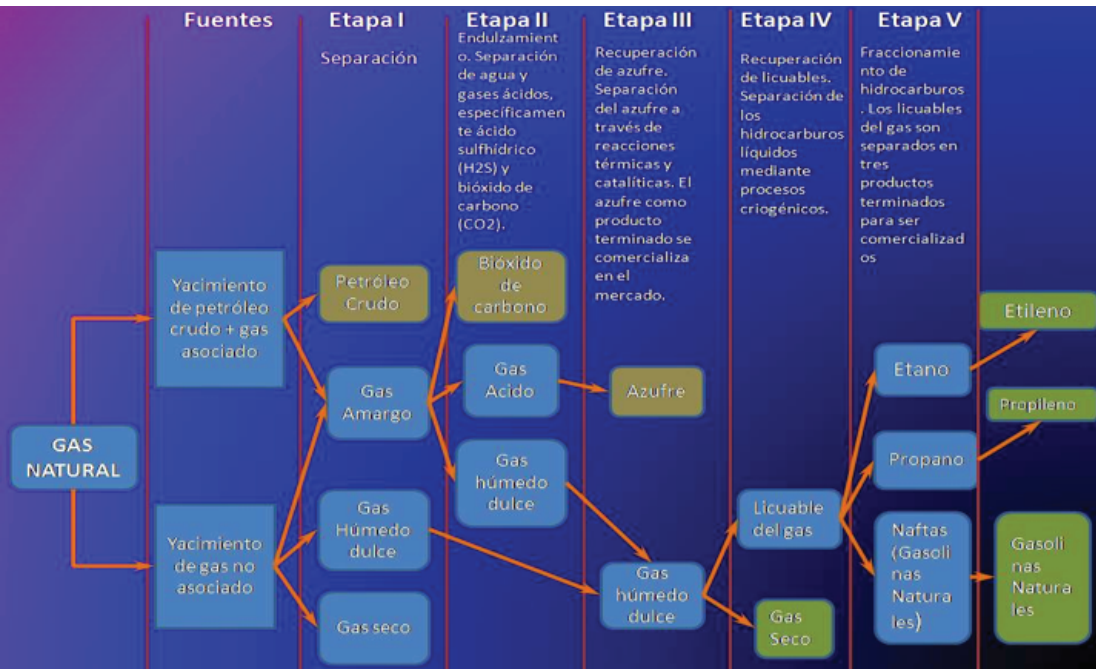 Fuentes
Etapa I
Separación
Etapa II
Endulzamient
o. Separación
de agua y
gases ácidos,
específicamen
te ácido
sulfhídrico
(H2S) y
bióxido de
carbono
(CO2).
Etapa III
Recuperación
de azufre.
Separación
del azufre a
través de
reacciones
térmicas y
catalíticas. El
azufre como
producto
terminado se
comercializa
en el
mercado.
Etapa IV
Recuperación
de licuables.
Separación de
los
hidrocarburos
líquidos
mediante
procesos
criogénicos.
Etapa V
Fraccionamie
nto de
hidrocarburos
. Los licuables
del gas son
separados en
tres
productos
terminados
para ser
comercializad
os
GAS
NATURAL
Yacimiento
de petróleo
crudo + gas
asociado
Yacimiento
de gas no
asociado
Petróleo
Crudo
Gas
Amargo
Gas
Húmedo
dulce
Gas seco
Bióxido
de
carbono
Gas
Acido
Gas
húmedo
dulce
Azufre
Gas
húmedo
dulce
Licuable
del gas
Gas
Seco
Etano
Propano
Naftas
(Gasoli
nas
Natura
les)
Etileno
Propileno
Gasoli
nas
Natura
les